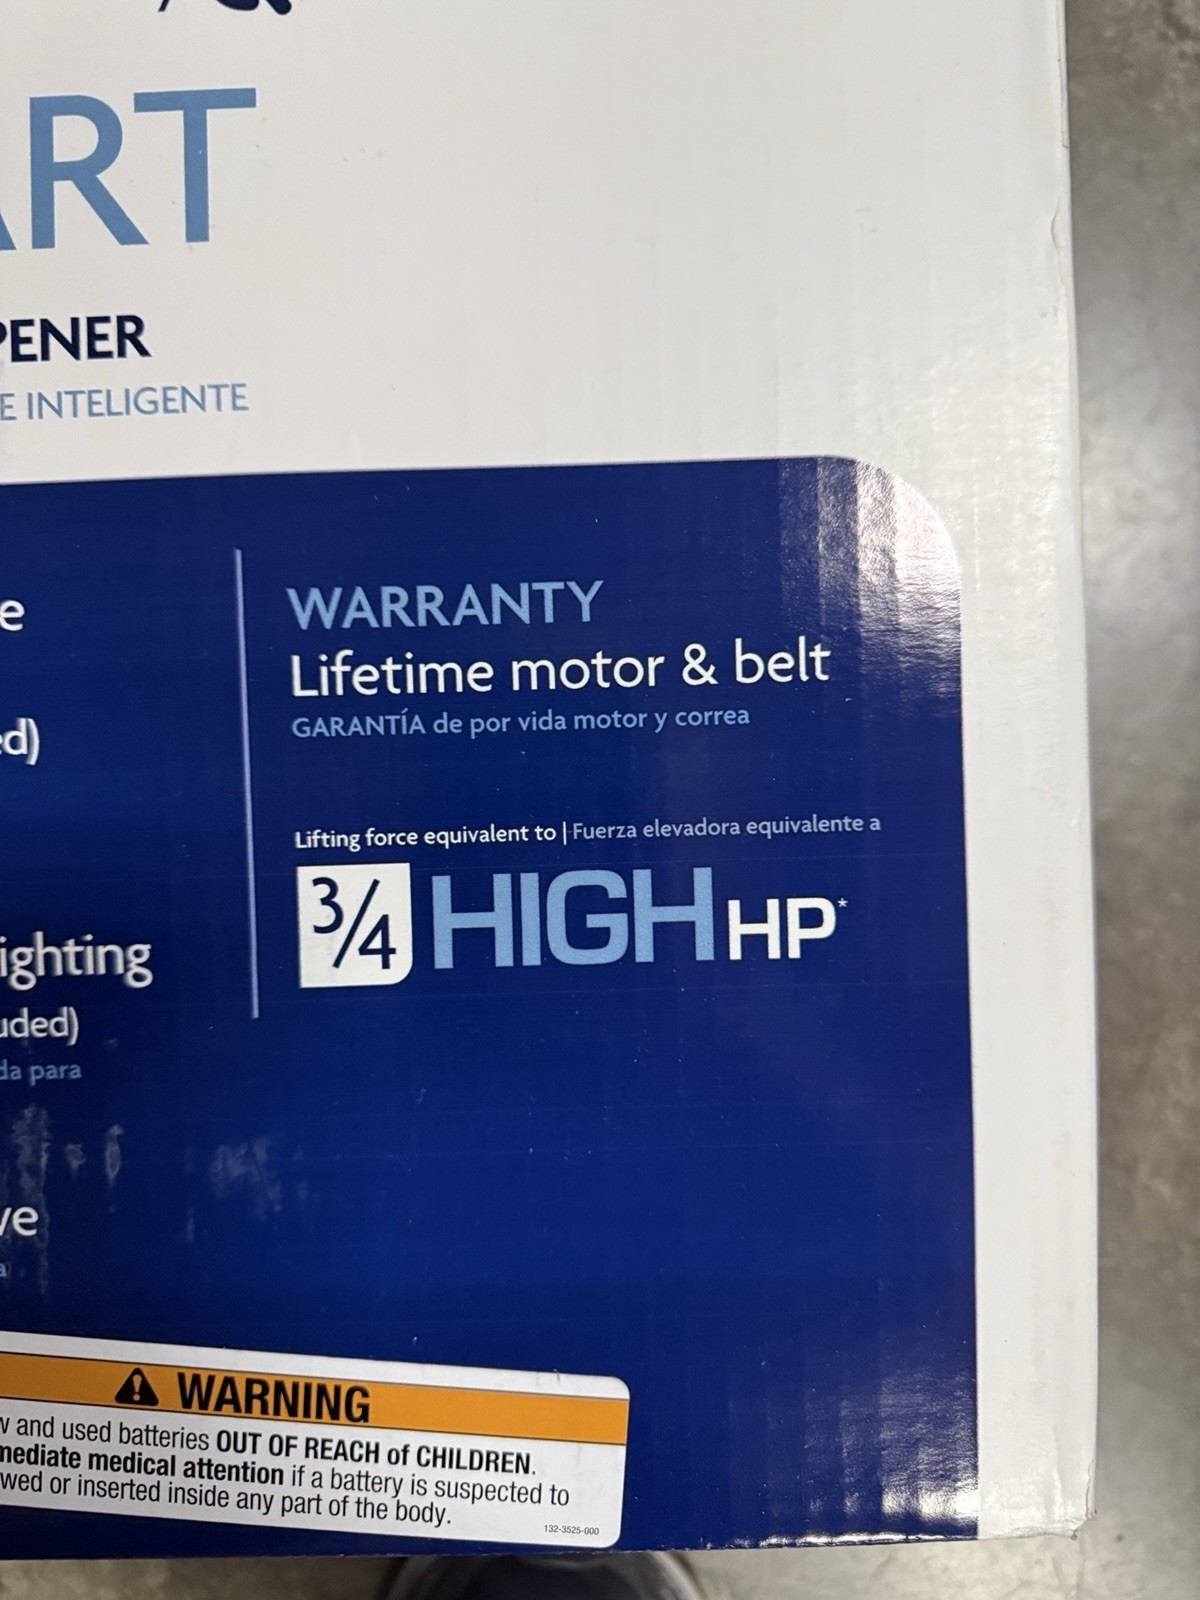 ART
PENER
E INTELIGENTE
e
ed)
ighting
uded)
da para
ve
a
WARRANTY
Lifetime motor & belt
GARANTÍA de por vida motor y correa
Lifting force equivalent to | Fuerza elevadora equivalente a
3/4 HIGH HP*
WARNING
w and used batteries OUT OF REACH of CHILDREN.
mediate medical attention if a battery is suspected to
wed or inserted inside any part of the body.
132-3525-000